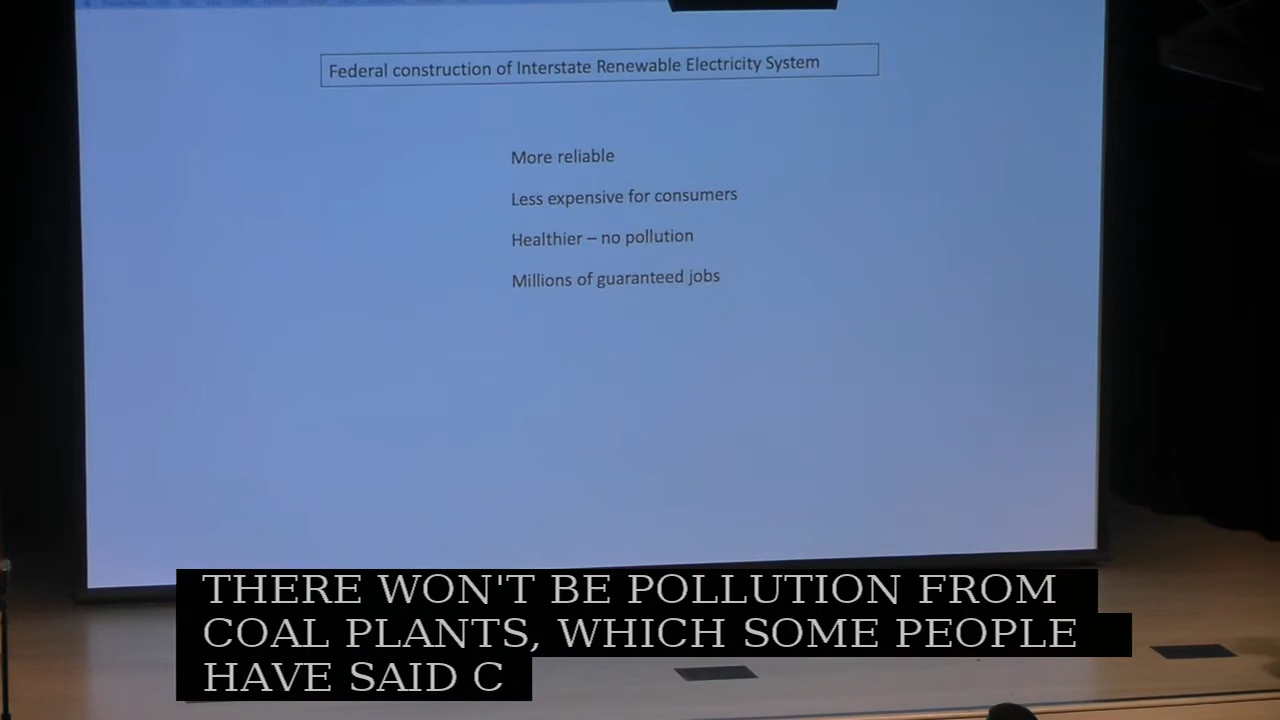 Federal construction of Interstate Renewable Electricity System
More reliable
Less expensive for consumers
Healthier – no pollution
Millions of guaranteed jobs
THERE WON'T BE POLLUTION FROM
COAL PLANTS, WHICH SOME PEOPLE
HAVE SAID C